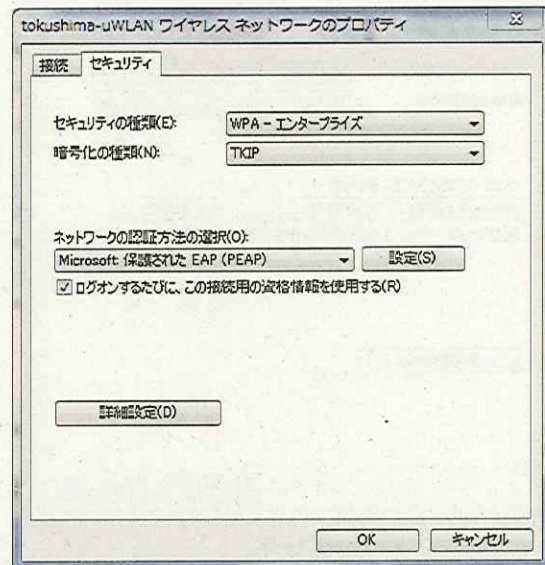 tokushima-uWLAN ワイヤレス ネットワークのプロパティ
接続 セキュリティ
セキュリティの種類(E): WPA - エンタープライズ
暗号化の種類(N): TKIP
ネットワークの認証方法の選択(O):
Microsoft: 保護された EAP (PEAP) 設定(S)
ログオンするたびに、この接続用の資格情報を使用する(R)
詳細設定(D)
OK キャンセル